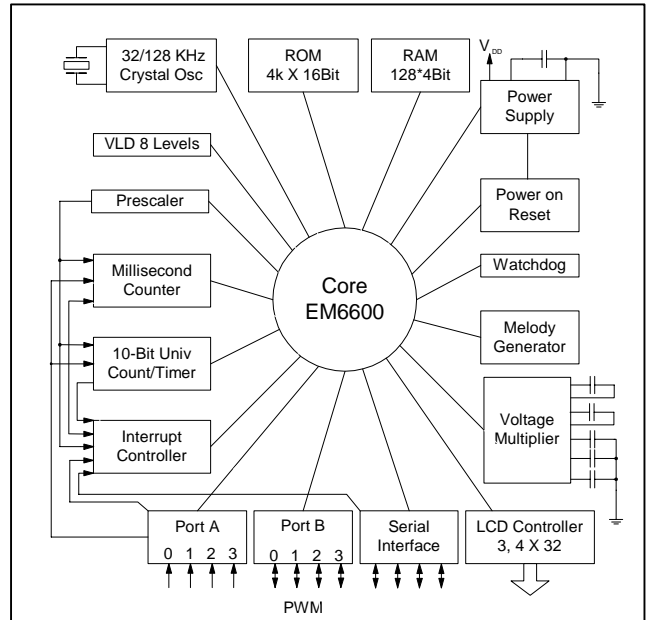 32/128 KHz
Crystal Osc
ROM
4k X 16Bit
RAM
128*4Bit
VDD
Power
Supply
VLD 8 Levels
Prescaler
Power on
Reset
Millisecond
Counter
Core
EM6600
Watchdog
10-Bit Univ
Count/Timer
Melody
Generator
Interrupt
Controller
Voltage
Multiplier
Port A
0 1 2 3
Port B
0 1 2 3
Serial
Interface
LCD Controller
3, 4 X 32
PWM